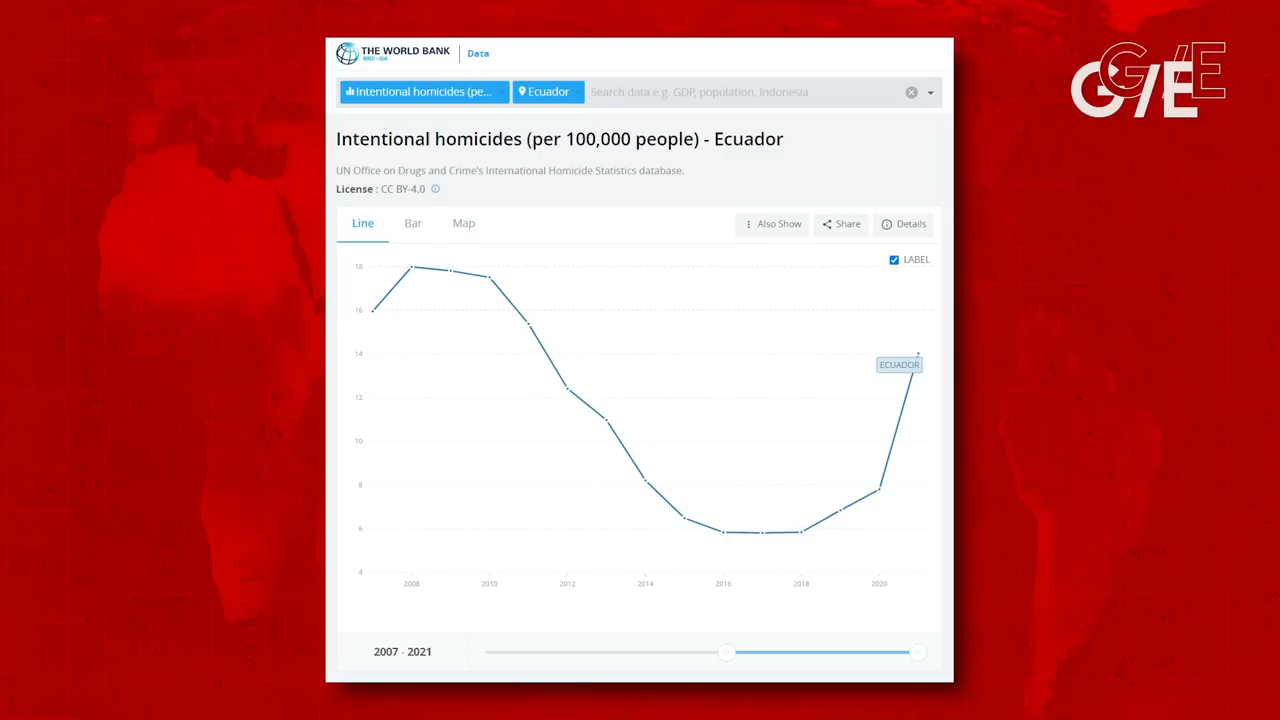 G/E
G/E
THE WORLD BANK
IBRD • IDA
Data
Intentional homicides (pe...
Ecuador
Search data e.g. GDP, population, Indonesia
Intentional homicides (per 100,000 people) - Ecuador
UN Office on Drugs and Crime's International Homicide Statistics database.
License : CC BY-4.0
Line
Bar
Map
Also Show
Share
Details
LABEL
18
16
14
ECUADOR
12
10
8
6
4
2008
2010
2012
2014
2016
2018
2020
2007 - 2021